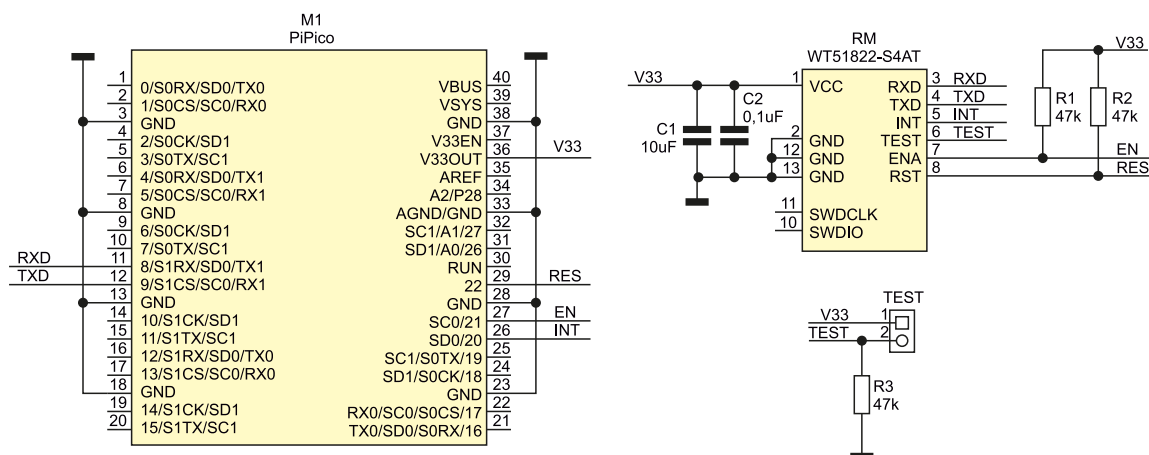 M1
PiPico
1 0/S0RX/SD0/TX0
2 1/S0CS/SC0/RX0
3 GND
4 2/S0CK/SD1
5 3/S0TX/SC1
6 4/S0RX/SD0/TX1
7 5/S0CS/SC0/RX1
8 GND
9 6/S0CK/SD1
10 7/S0TX/SC1
RXD 11 8/S1RX/SD0/TX1
TXD 12 9/S1CS/SC0/RX1
13 GND
14 10/S1CK/SD1
15 11/S1TX/SC1
16 12/S1RX/SD0/TX0
17 13/S1CS/SC0/RX0
18 GND
19 14/S1CK/SD1
20 15/S1TX/SC1
VBUS 40
VSYS 39
GND 38
V33EN 37
V33OUT 36 V33
AREF 35
A2/P28 34
AGND/GND 33
SC1/A1/27 32
SD1/A0/26 31
RUN 30
22 29 RES
GND 28
SC0/21 27 EN
SD0/20 26 INT
SC1/S0TX/19 25
SD1/S0CK/18 24
GND 23
RX0/SC0/S0CS/17 22
TX0/SD0/S0RX/16 21
RM
WT51822-S4AT
V33 1 VCC
C1
10uF
C2
0,1uF
2 GND
12 GND
13 GND
11 SWDCLK
10 SWDIO
RXD 3 RXD
TXD 4 TXD
INT 5 INT
TEST 6 TEST
ENA 7 EN
RST 8 RES
V33
R1
47k
R2
47k
TEST
V33 1
TEST 2
R3
47k